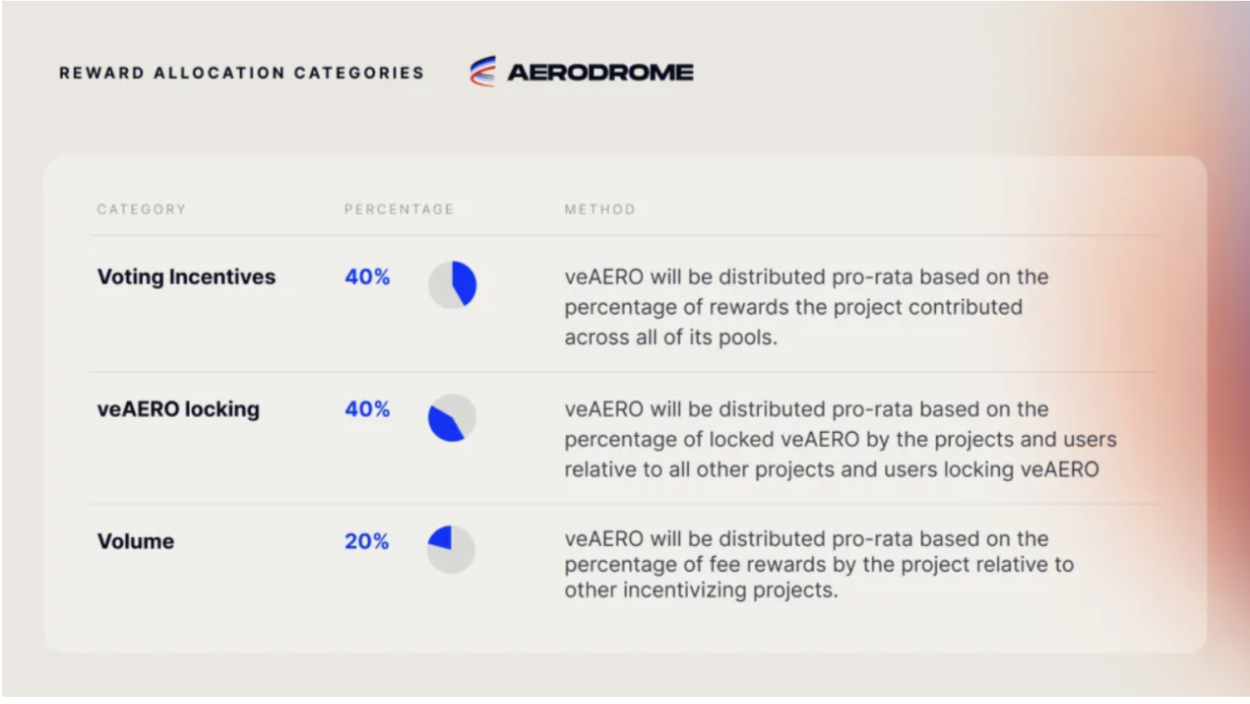 REWARD ALLOCATION CATEGORIES
AERODROME
CATEGORY
PERCENTAGE
METHOD
Voting Incentives
40%
veAERO will be distributed pro-rata based on the
percentage of rewards the project contributed
across all of its pools.
veAERO locking
40%
veAERO will be distributed pro-rata based on the
percentage of locked veAERO by the projects and users
relative to all other projects and users locking veAERO
Volume
20%
veAERO will be distributed pro-rata based on the
percentage of fee rewards by the project relative to
other incentivizing projects.